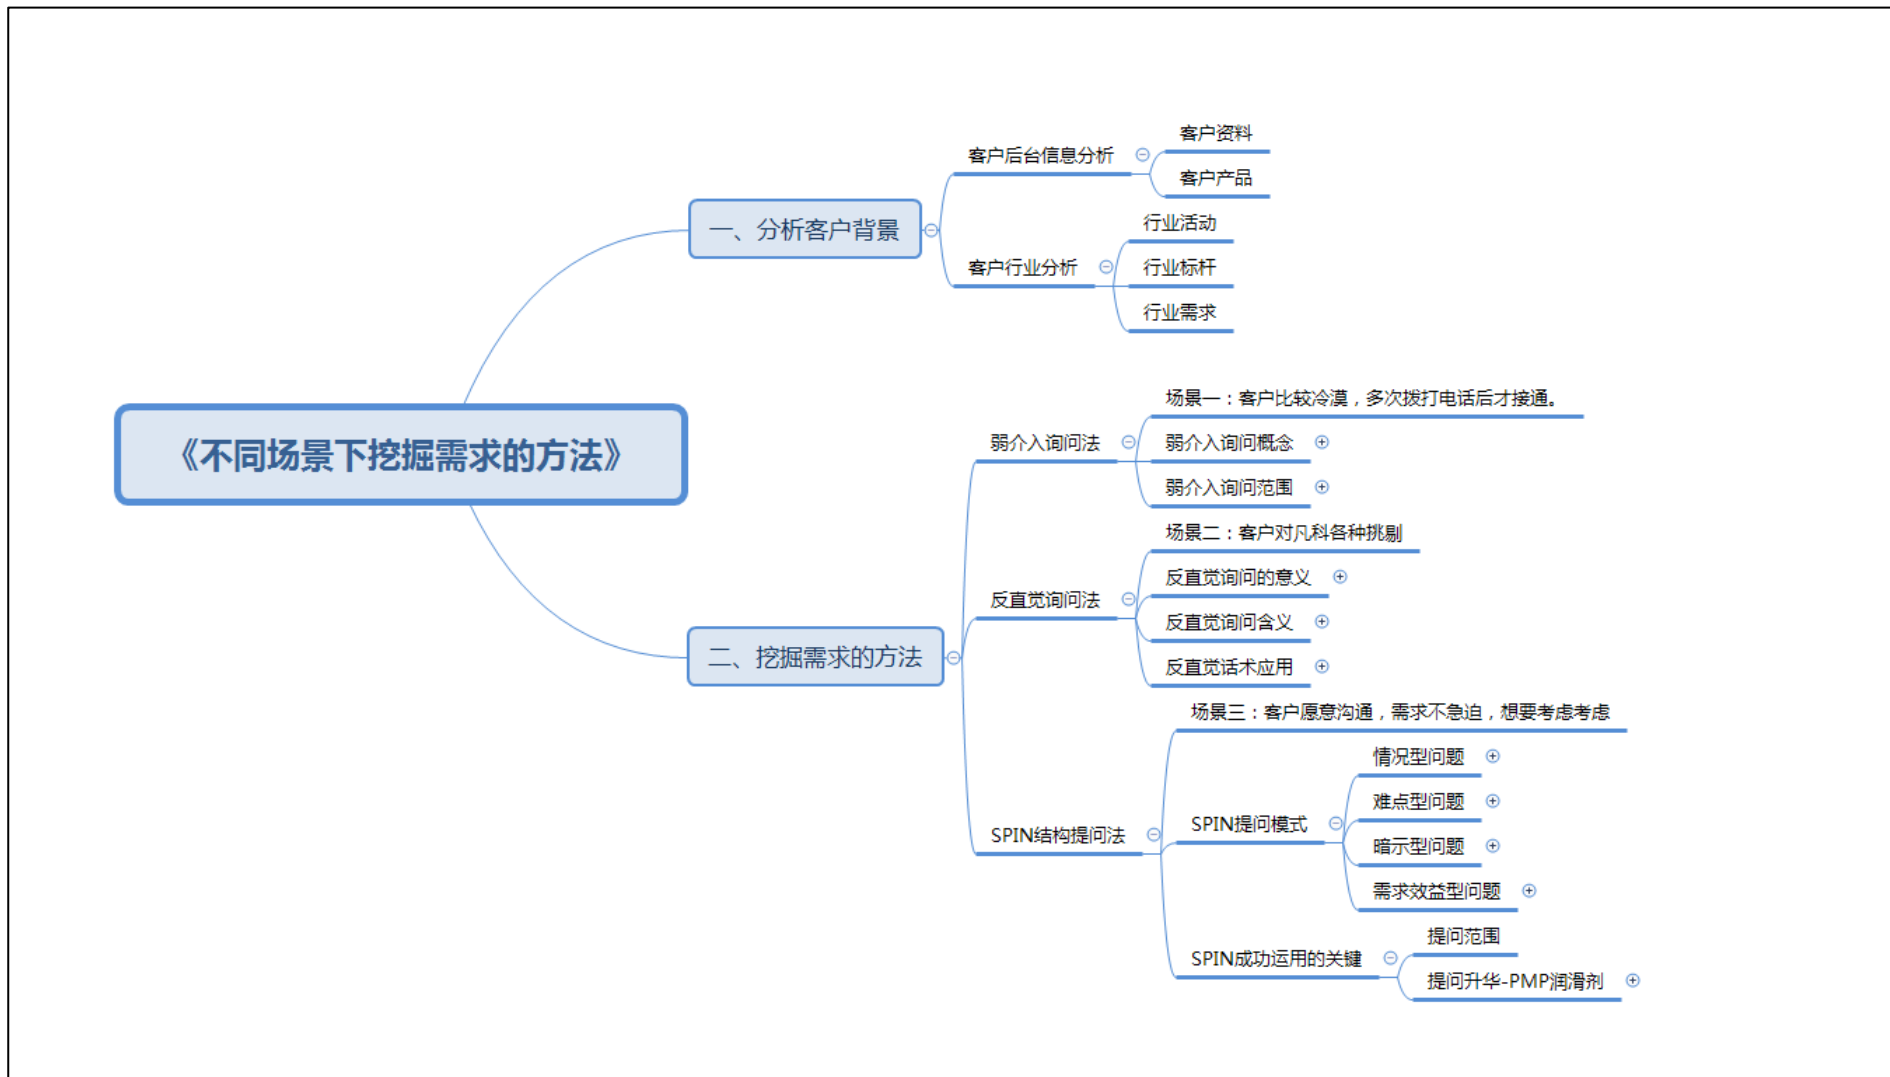 《不同场景下挖掘需求的方法》
一、分析客户背景
客户后台信息分析
客户资料
客户产品
客户行业分析
行业活动
行业标杆
行业需求
二、挖掘需求的方法
弱介入询问法
场景一：客户比较冷漠，多次拨打电话后才接通。
弱介入询问概念
弱介入询问范围
反直觉询问法
场景二：客户对凡科各种挑剔
反直觉询问的意义
反直觉询问含义
反直觉话术应用
SPIN结构提问法
场景三：客户愿意沟通，需求不急迫，想要考虑考虑
SPIN提问模式
情况型问题
难点型问题
暗示型问题
需求效益型问题
SPIN成功运用的关键
提问范围
提问升华-PMP润滑剂